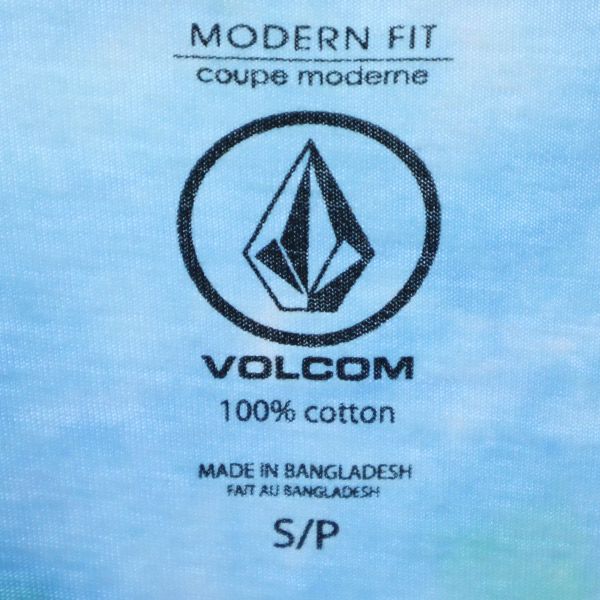 MODERN FIT
coupe moderne
VOLCOM
100% cotton
MADE IN BANGLADESH
FAIT AU BANGLADESH
S/P